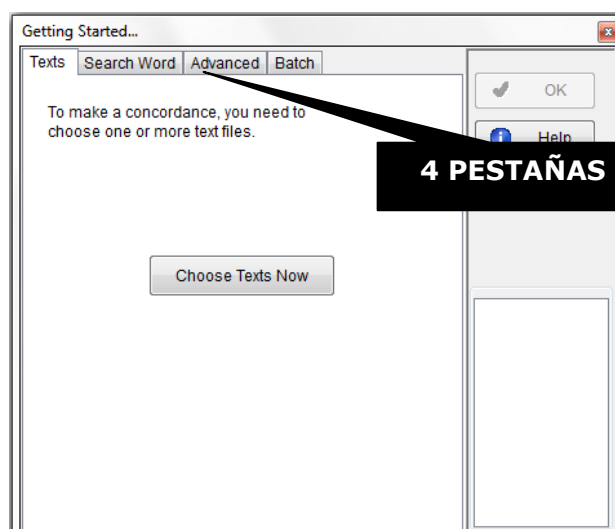 Getting Started...
Texts Search Word Advanced Batch
To make a concordance, you need to
choose one or more text files.
OK
Help
4 PESTAÑAS
Choose Texts Now